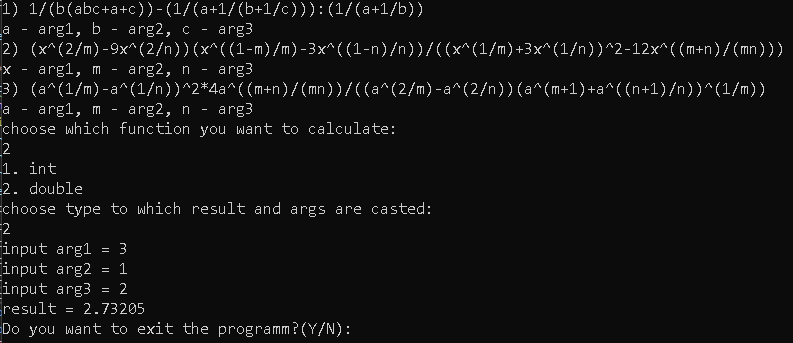 1) 1/(b(abc+a+c))-(1/(a+1/(b+1/c))):(1/(a+1/b))
a - arg1, b - arg2, c - arg3
2) (x^(2/m)-9x^(2/n))(x^((1-m)/m)-3x^((1-n)/n))/((x^(1/m)+3x^(1/n))^2-12x^((m+n)/(mn)))
x - arg1, m - arg2, n - arg3
3) (a^(1/m)-a^(1/n))^2*4a^((m+n)/(mn))/((a^(2/m)-a^(2/n))(a^(m+1)+a^((n+1)/n))^(1/m))
a - arg1, m - arg2, n - arg3
choose which function you want to calculate:
2
1. int
2. double
choose type to which result and args are casted:
2
input arg1 = 3
input arg2 = 1
input arg3 = 2
result = 2.73205
Do you want to exit the programm?(Y/N):